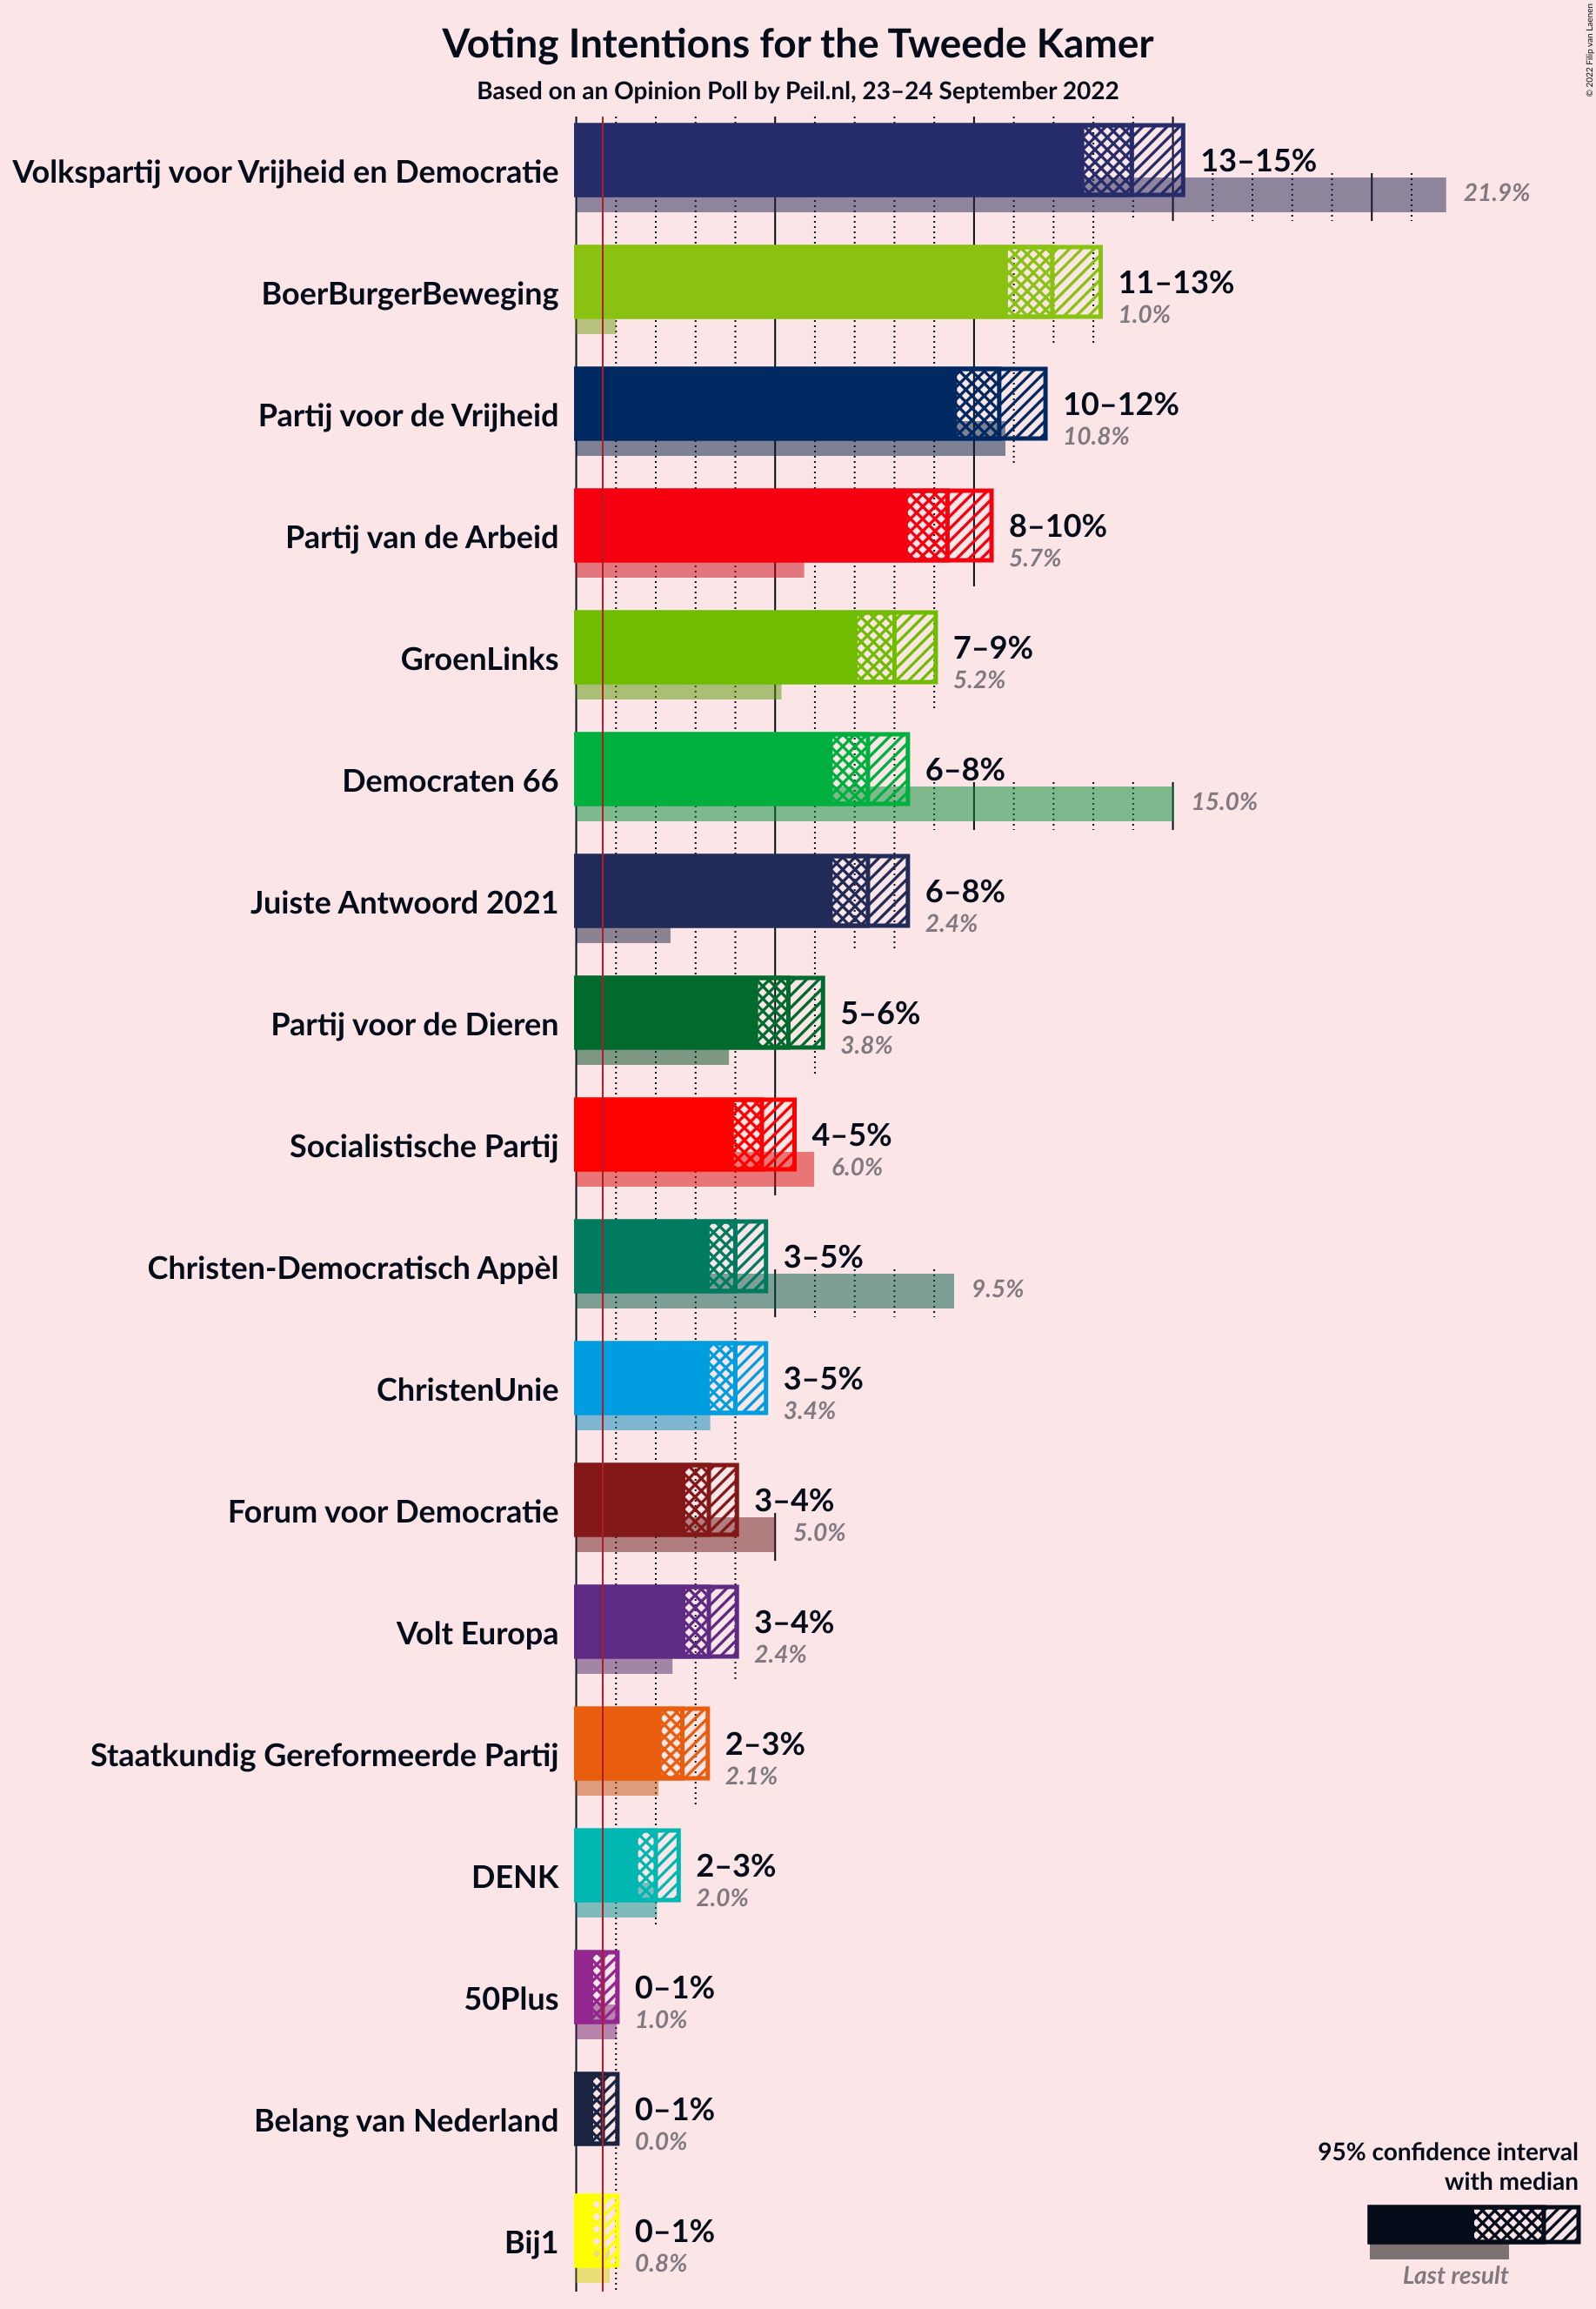 Voting Intentions for the Tweede Kamer
Based on an Opinion Poll by Peil.nl, 23–24 September 2022
© 2022 Filip van Laenen
Volkspartij voor Vrijheid en Democratie
13–15%
21.9%
BoerBurgerBeweging
11–13%
1.0%
Partij voor de Vrijheid
10–12%
10.8%
Partij van de Arbeid
8–10%
5.7%
GroenLinks
7–9%
5.2%
Democraten 66
6–8%
15.0%
Juiste Antwoord 2021
6–8%
2.4%
Partij voor de Dieren
5–6%
3.8%
Socialistische Partij
4–5%
6.0%
Christen-Democratisch Appèl
3–5%
9.5%
ChristenUnie
3–5%
3.4%
Forum voor Democratie
3–4%
5.0%
Volt Europa
3–4%
2.4%
Staatkundig Gereformeerde Partij
2–3%
2.1%
DENK
2–3%
2.0%
50Plus
0–1%
1.0%
Belang van Nederland
0–1%
0.0%
Bij1
0–1%
0.8%
95% confidence interval
with median
Last result